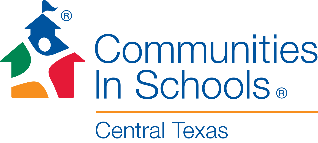 ®
Communities
In Schools ®
Central Texas